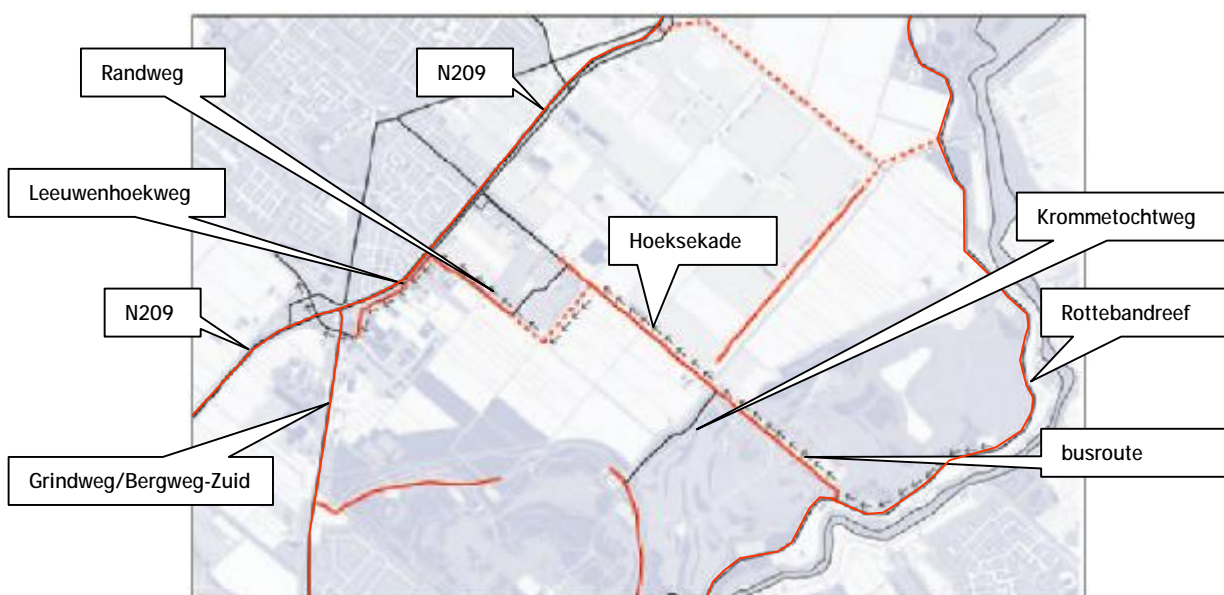 Randweg
N209
Leeuwenhoekweg
Krommetochtweg
Hoeksekade
N209
Rottebandreef
Grindweg/Bergweg-Zuid
busroute